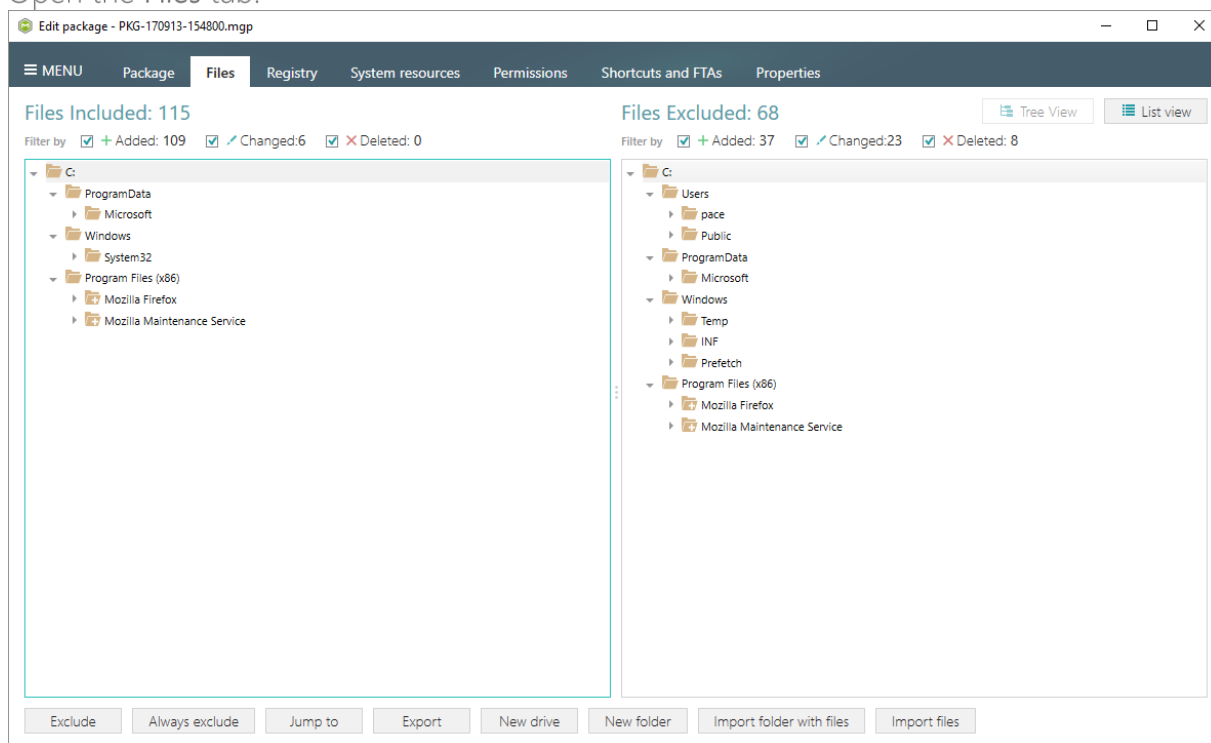 Open the Files tab.
Edit package - PKG-170913-154800.mgp
MENU Package Files Registry System resources Permissions Shortcuts and FTAs Properties
Files Included: 115
Filter by + Added: 109 Changed:6 Deleted: 0
C:
ProgramData
Microsoft
Windows
System32
Program Files (x86)
Mozilla Firefox
Mozilla Maintenance Service
Files Excluded: 68
Tree View List view
Filter by + Added: 37 Changed:23 Deleted: 8
C:
Users
pace
Public
ProgramData
Microsoft
Windows
Temp
INF
Prefetch
Program Files (x86)
Mozilla Firefox
Mozilla Maintenance Service
Exclude Always exclude Jump to Export New drive New folder Import folder with files Import files